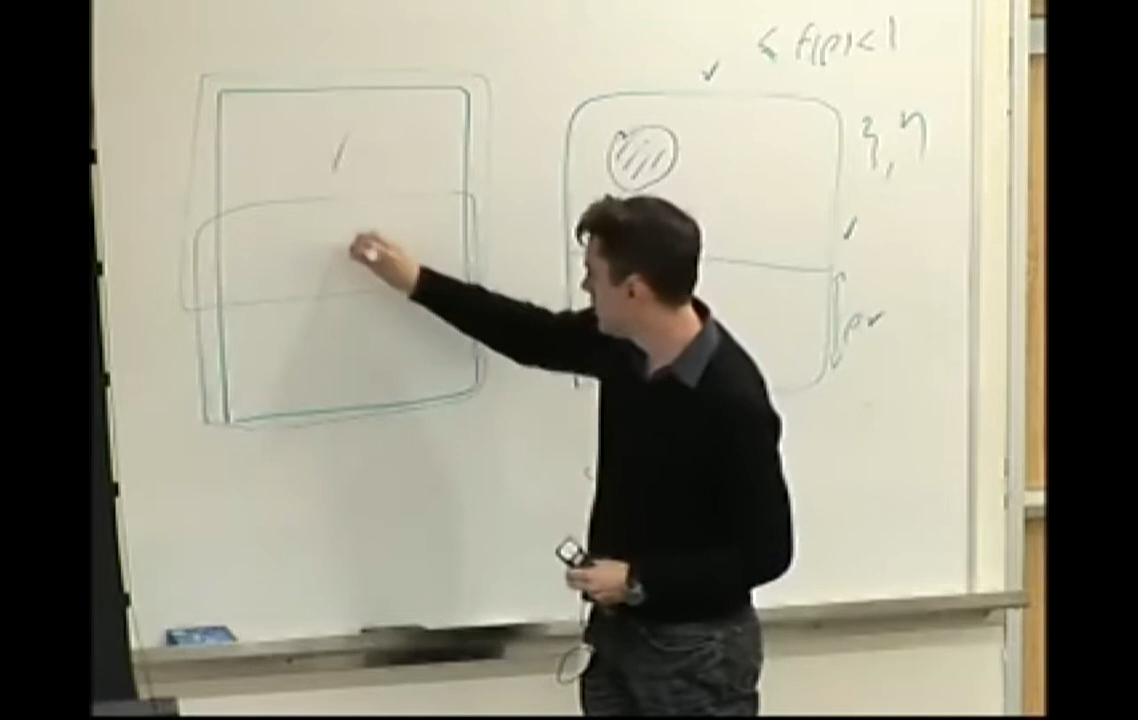 < f(ρ) < 1
ξ, η
ρ